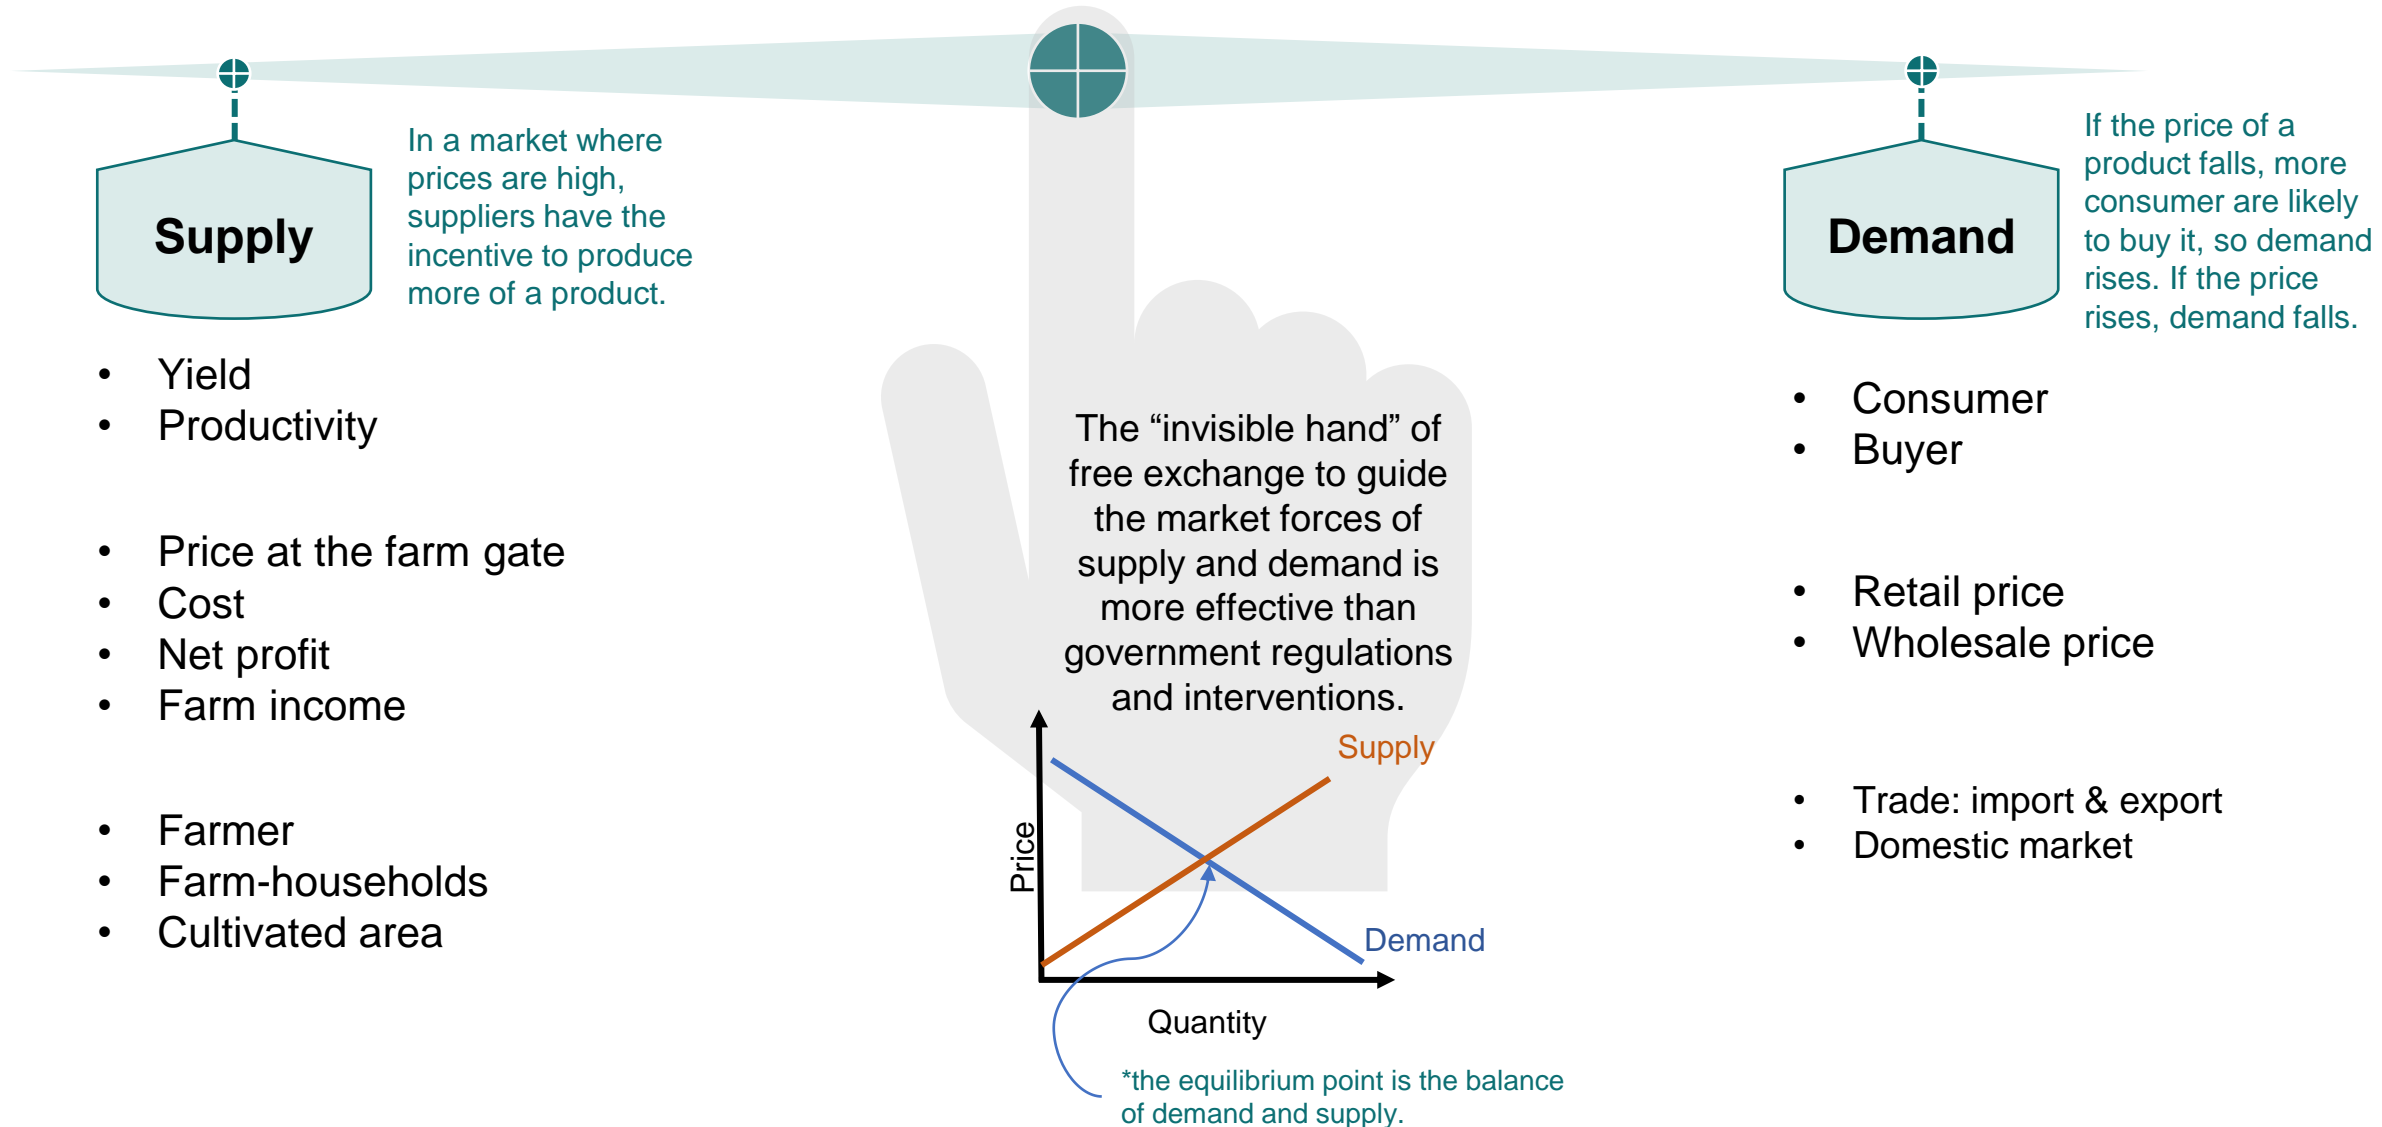 Supply
In a market where
prices are high,
suppliers have the
incentive to produce
more of a product.
• Yield
• Productivity
• Price at the farm gate
• Cost
• Net profit
• Farm income
• Farmer
• Farm-households
• Cultivated area
The “invisible hand” of
free exchange to guide
the market forces of
supply and demand is
more effective than
government regulations
and interventions.
Supply
Price
Demand
Quantity
*the equilibrium point is the balance
of demand and supply.
Demand
If the price of a
product falls, more
consumer are likely
to buy it, so demand
rises. If the price
rises, demand falls.
• Consumer
• Buyer
• Retail price
• Wholesale price
• Trade: import & export
• Domestic market